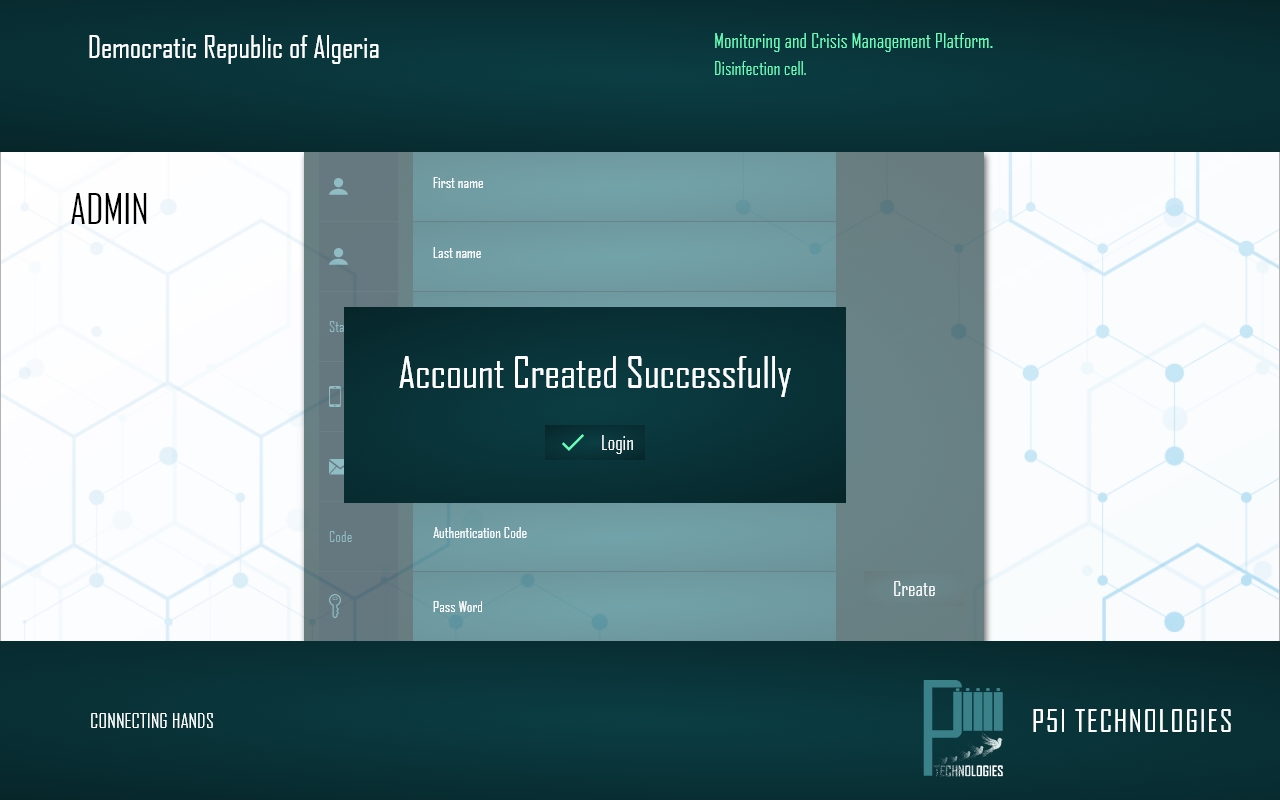 Democratic Republic of Algeria
Monitoring and Crisis Management Platform.
Disinfection cell.
ADMIN
First name
Last name
Sta
Account Created Successfully
Login
Code
Authentication Code
Create
Pass Word
CONNECTING HANDS
TECHNOLOGIES
P5I TECHNOLOGIES